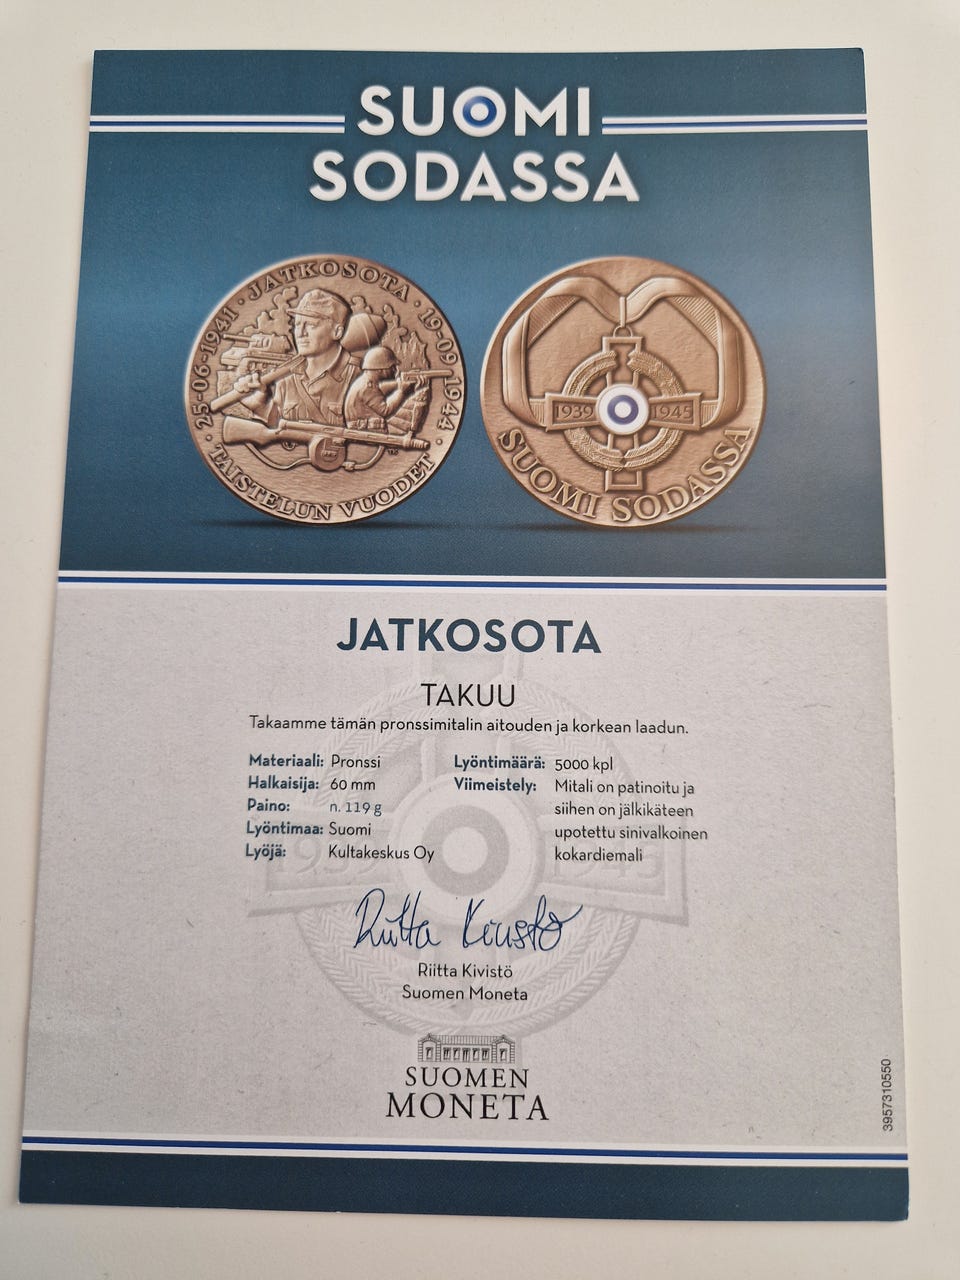 SUOMI
SODASSA
25-06-1941 · JATKOSOTA · 19-09-1944 ·
TAISTELUN VUODET
1939 1945
SUOMI SODASSA
JATKOSOTA
TAKUU
Takaamme tämän pronssimitalin aitouden ja korkean laadun.
Materiaali: Pronssi
Halkaisija: 60 mm
Paino: n. 119 g
Lyöntimaa: Suomi
Lyöjä: Kultakeskus Oy
Lyöntimäärä: 5000 kpl
Viimeistely: Mitali on patinoitu ja
siihen on jälkikäteen
upotettu sinivalkoinen
kokardiemali
1939 1945
Riitta Kivistö
Riitta Kivistö
Suomen Moneta
SUOMEN
MONETA
3957310550